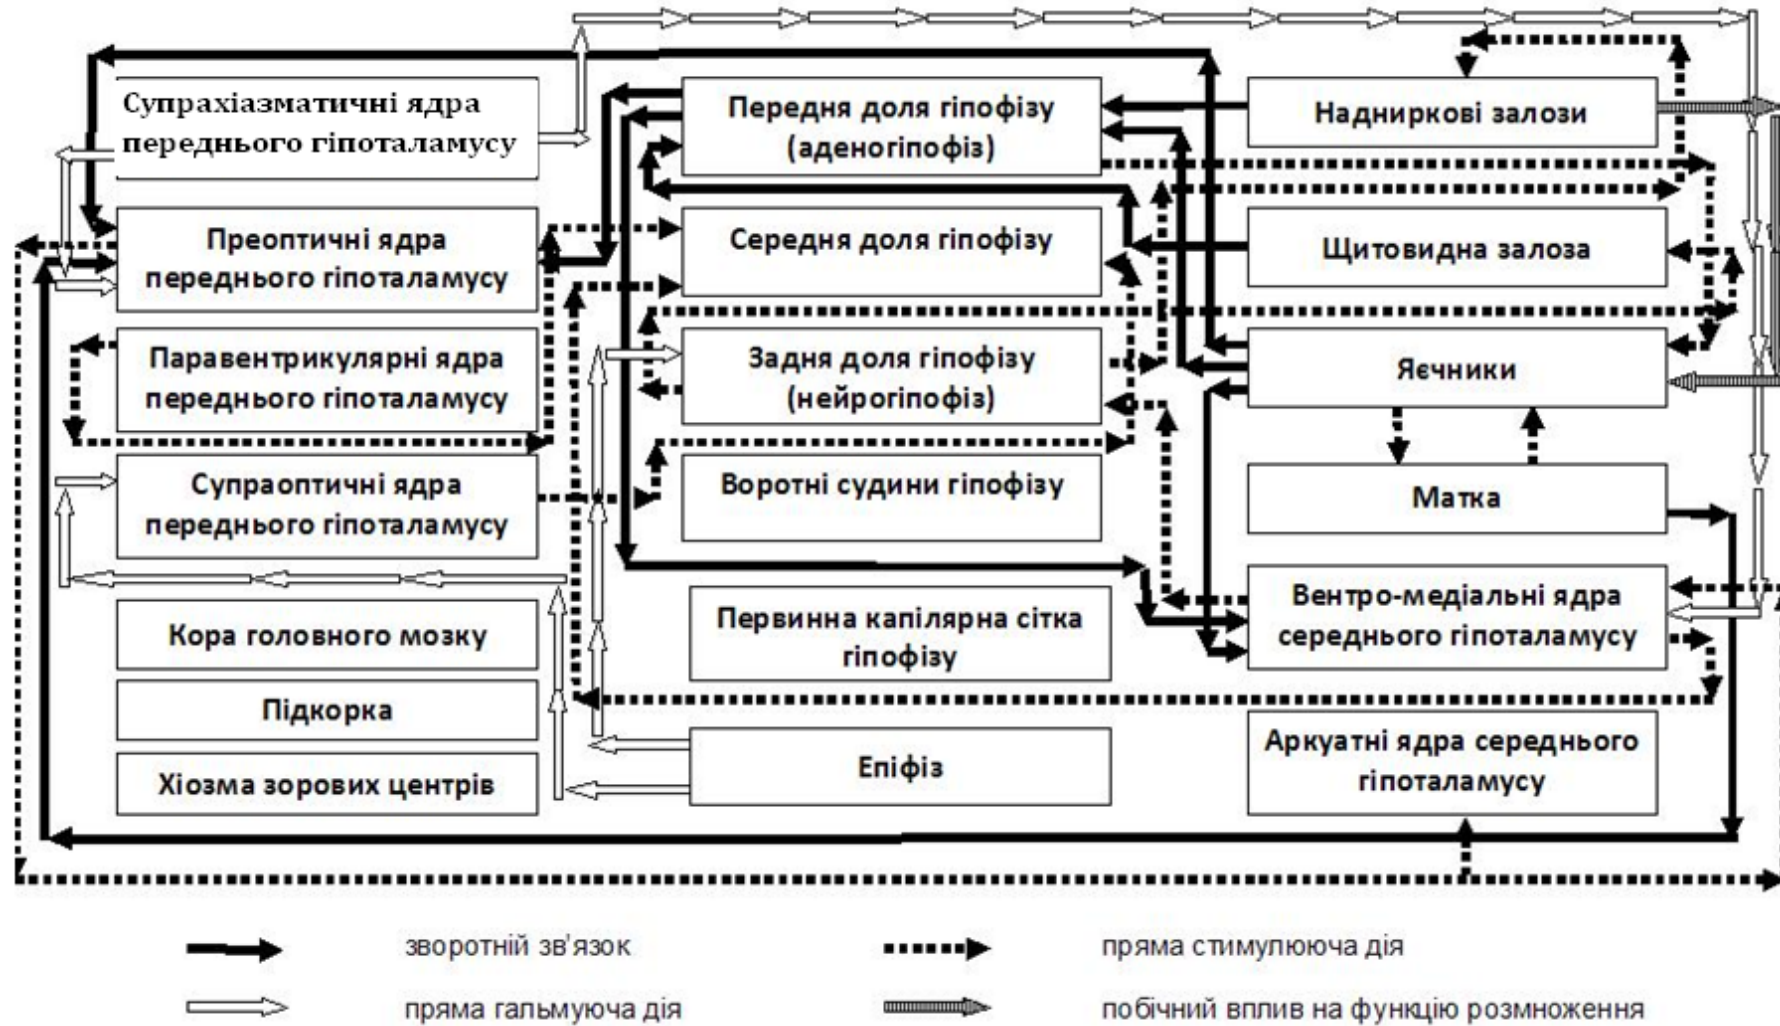 Супрахіазматичні ядра
переднього гіпоталамусу
Преоптичні ядра
переднього гіпоталамусу
Паравентрикулярні ядра
переднього гіпоталамусу
Супраоптичні ядра
переднього гіпоталамусу
Кора головного мозку
Підкорка
Хіозма зорових центрів
Передня доля гіпофізу
(аденогіпофіз)
Середня доля гіпофізу
Задня доля гіпофізу
(нейрогіпофіз)
Воротні судини гіпофізу
Первинна капілярна сітка
гіпофізу
Епіфіз
Надниркові залози
Щитовидна залоза
Яєчники
Матка
Вентро-медіальні ядра
середнього гіпоталамусу
Аркуатні ядра середнього
гіпоталамусу
зворотній зв'язок
пряма стимулююча дія
пряма гальмуюча дія
побічний вплив на функцію розмноження